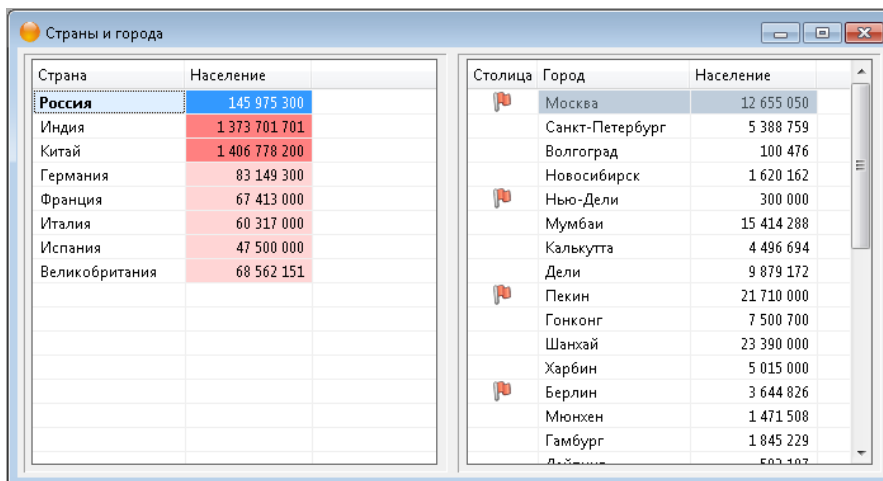 Страны и города
Страна Население
Россия 145 975 300
Индия 1 373 701 701
Китай 1 406 778 200
Германия 83 149 300
Франция 67 413 000
Италия 60 317 000
Испания 47 500 000
Великобритания 68 562 151
Столица Город Население
Москва 12 655 050
Санкт-Петербург 5 388 759
Волгоград 100 476
Новосибирск 1 620 162
Нью-Дели 300 000
Мумбаи 15 414 288
Калькутта 4 496 694
Дели 9 879 172
Пекин 21 710 000
Гонконг 7 500 700
Шанхай 23 390 000
Харбин 5 015 000
Берлин 3 644 826
Мюнхен 1 471 508
Гамбург 1 845 229